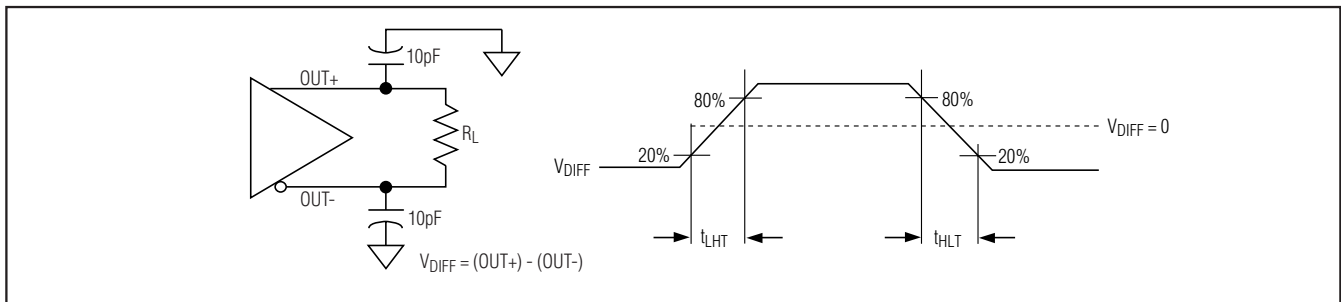 10pF
OUT+
R_L
OUT-
10pF
V_DIFF = (OUT+) - (OUT-)
80%
80%
V_DIFF = 0
20%
20%
V_DIFF
t_LHT
t_HLT